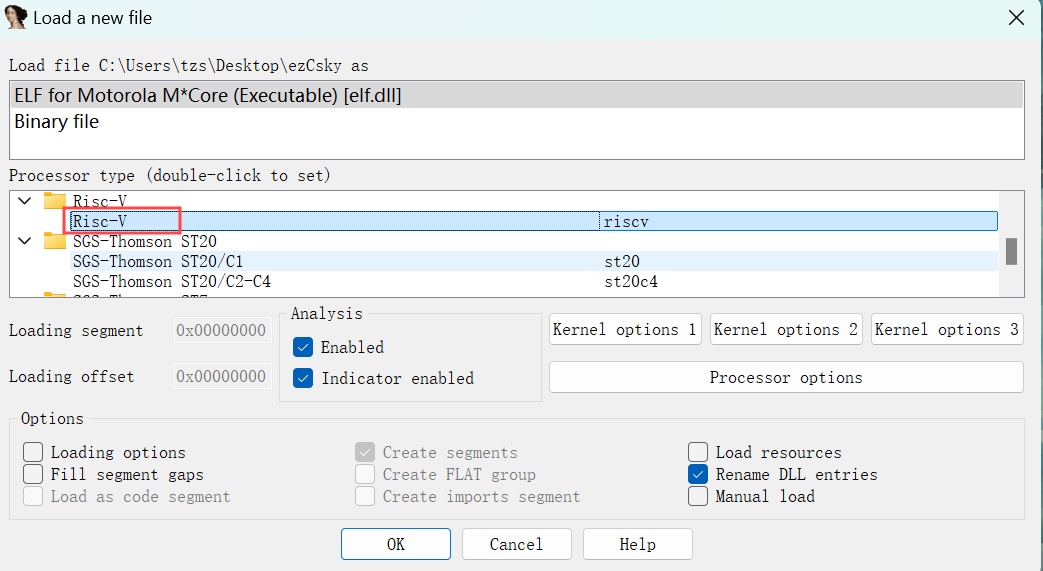 Load a new file
Load file C:\Users\tzs\Desktop\ezCsky as
ELF for Motorola M*Core (Executable) [elf.dll]
Binary file
Processor type (double-click to set)
Risc-V
Risc-V riscv
SGS-Thomson ST20
SGS-Thomson ST20/C1 st20
SGS-Thomson ST20/C2-C4 st20c4
Loading segment 0x00000000
Loading offset 0x00000000
Analysis
Enabled
Indicator enabled
Kernel options 1 Kernel options 2 Kernel options 3
Processor options
Options
Loading options Create segments Load resources
Fill segment gaps Create FLAT group Rename DLL entries
Load as code segment Create imports segment Manual load
OK Cancel Help